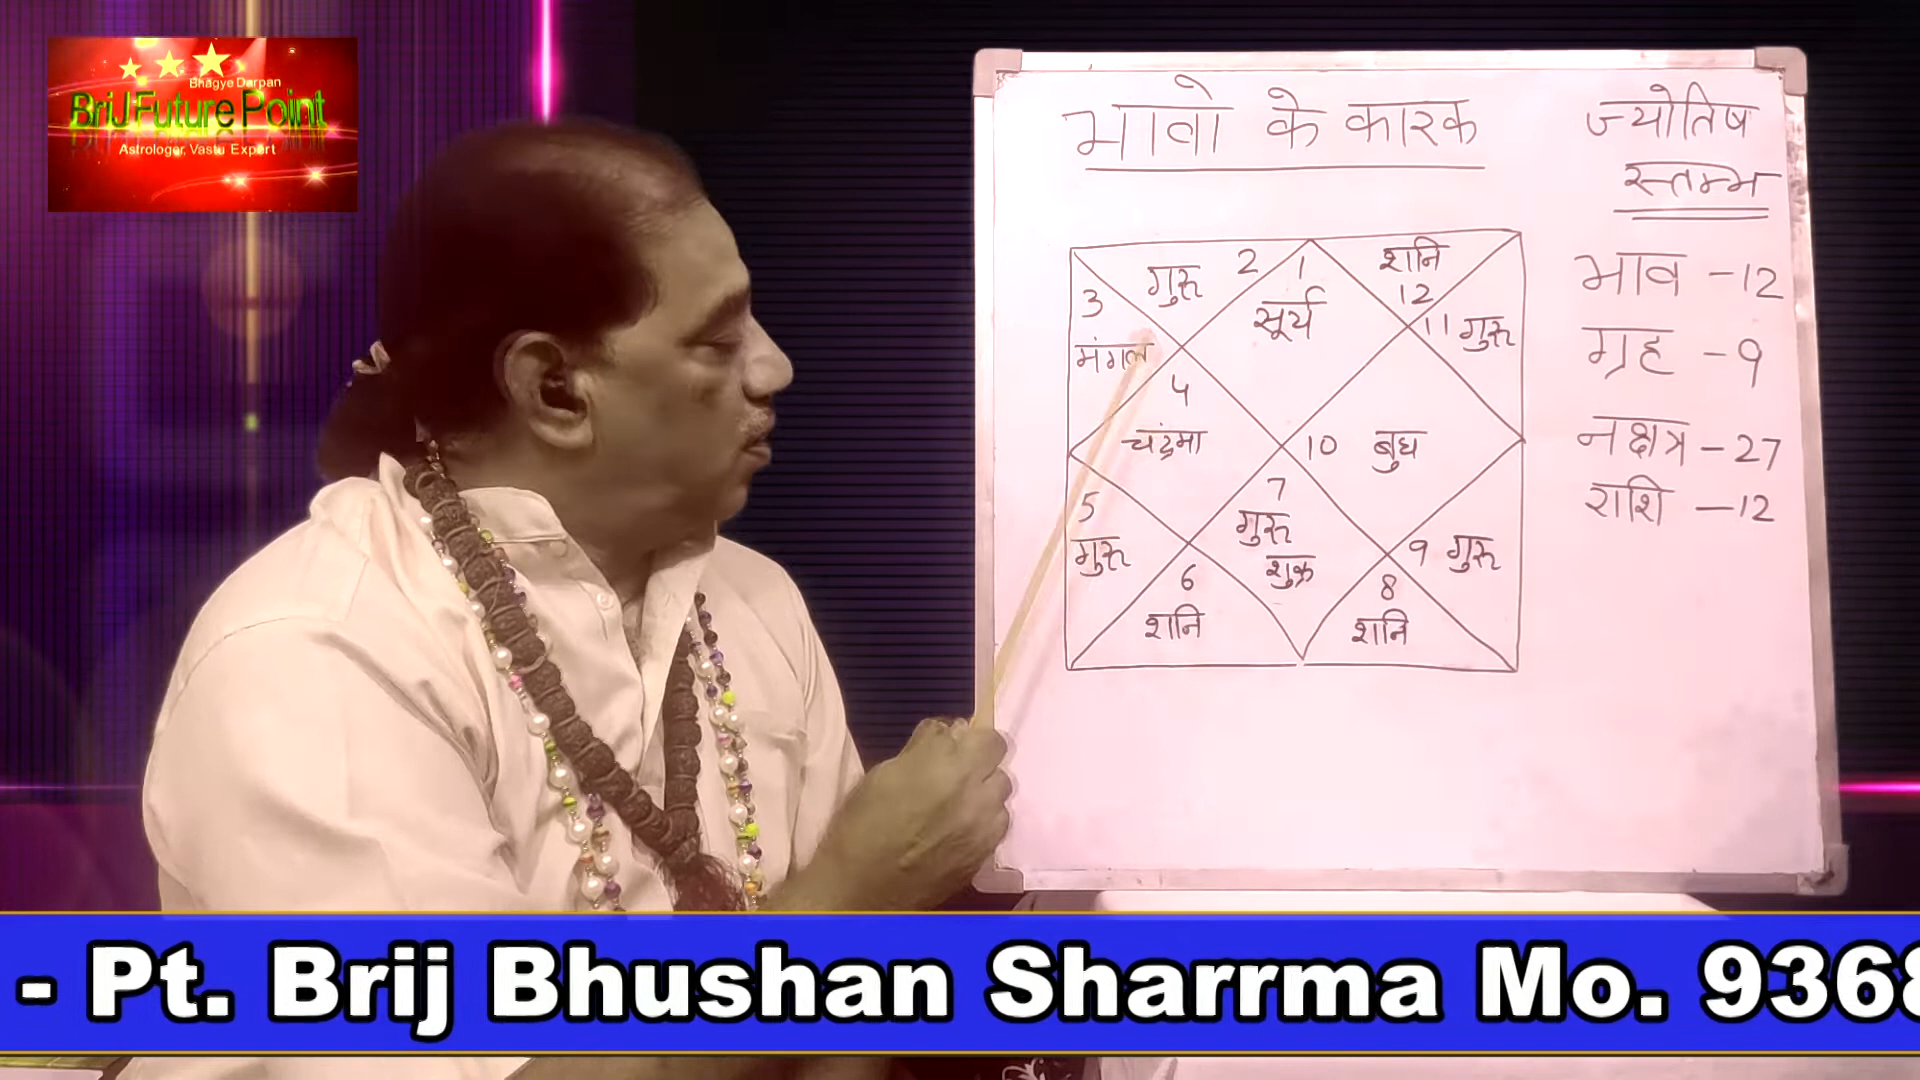 Bhagye Darpan
BriJ Future Point
Astrologer, Vastu Expert
भावो के कारक
ज्योतिष
स्तम्भ
भाव - 12
ग्रह - 9
नक्षत्र - 27
राशि - 12
गुरु 2
1
सूर्य
शनि
12
3
मंगल
11 गुरु
4
चंद्रमा
10 बुध
5
गुरु
7
गुरु
शुक्र
9 गुरु
6
शनि
8
शनि
- Pt. Brij Bhushan Sharrma Mo. 9368